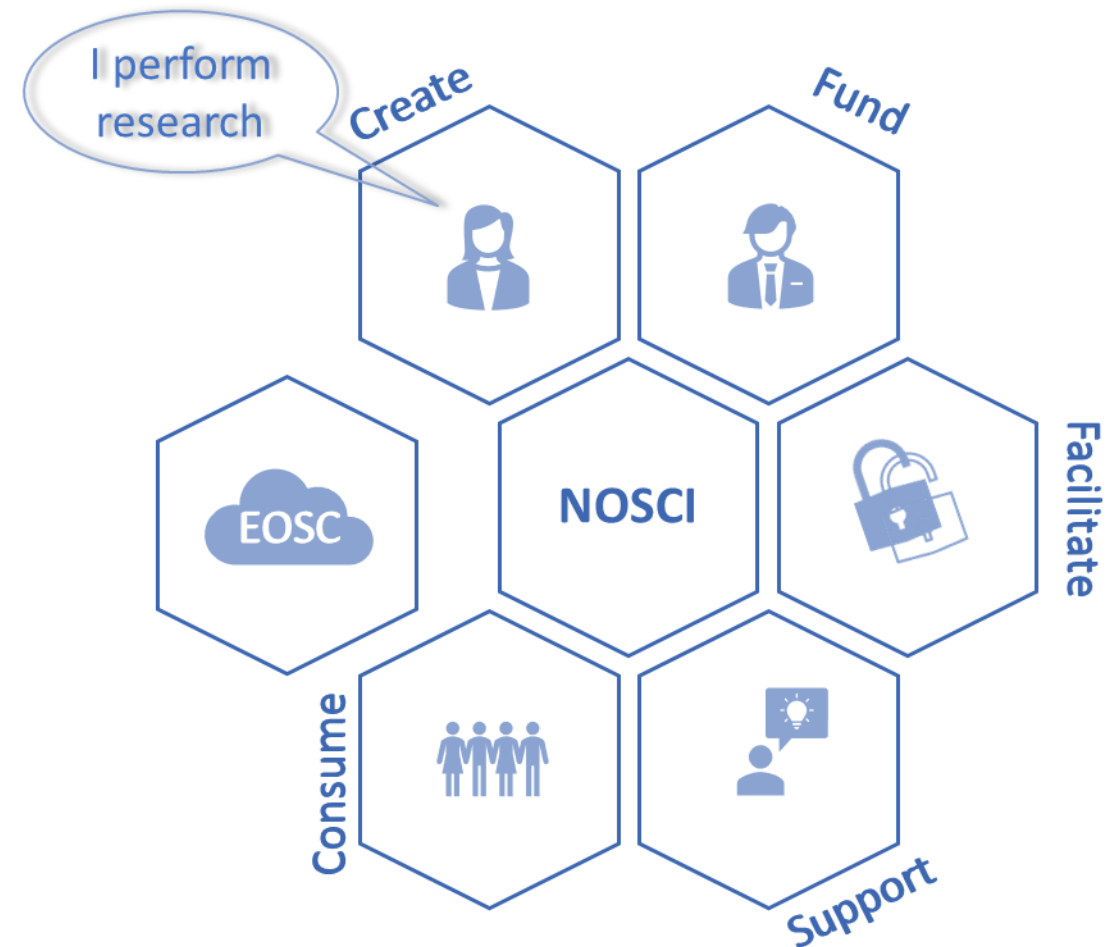 I perform
research
Create
Fund
EOSC
NOSCI
Facilitate
Consume
Support